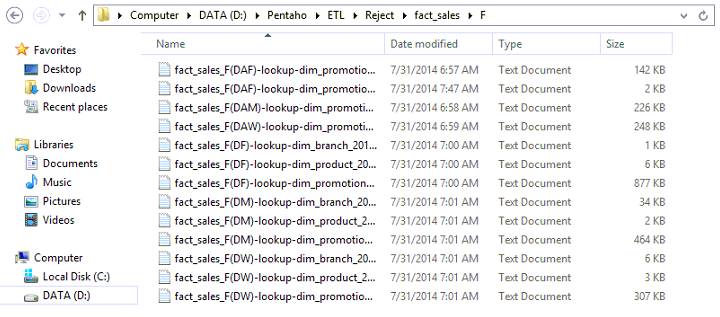 Computer ▸ DATA (D:) ▸ Pentaho ▸ ETL ▸ Reject ▸ fact_sales ▸ F
Favorites
Desktop
Downloads
Recent places
Libraries
Documents
Music
Pictures
Videos
Computer
Local Disk (C:)
DATA (D:)
Name Date modified Type Size
fact_sales_F(DAF)-lookup-dim_promotio... 7/31/2014 6:57 AM Text Document 142 KB
fact_sales_F(DAF)-lookup-dim_promotio... 7/31/2014 7:47 AM Text Document 2 KB
fact_sales_F(DAM)-lookup-dim_promoti... 7/31/2014 6:58 AM Text Document 226 KB
fact_sales_F(DAW)-lookup-dim_promoti... 7/31/2014 6:59 AM Text Document 248 KB
fact_sales_F(DF)-lookup-dim_branch_201... 7/31/2014 7:00 AM Text Document 1 KB
fact_sales_F(DF)-lookup-dim_product_20... 7/31/2014 7:00 AM Text Document 6 KB
fact_sales_F(DF)-lookup-dim_promotion... 7/31/2014 7:00 AM Text Document 877 KB
fact_sales_F(DM)-lookup-dim_branch_20... 7/31/2014 7:01 AM Text Document 34 KB
fact_sales_F(DM)-lookup-dim_product_2... 7/31/2014 7:01 AM Text Document 2 KB
fact_sales_F(DM)-lookup-dim_promotio... 7/31/2014 7:01 AM Text Document 464 KB
fact_sales_F(DW)-lookup-dim_branch_20... 7/31/2014 7:01 AM Text Document 6 KB
fact_sales_F(DW)-lookup-dim_product_2... 7/31/2014 7:01 AM Text Document 3 KB
fact_sales_F(DW)-lookup-dim_promotio... 7/31/2014 7:01 AM Text Document 307 KB